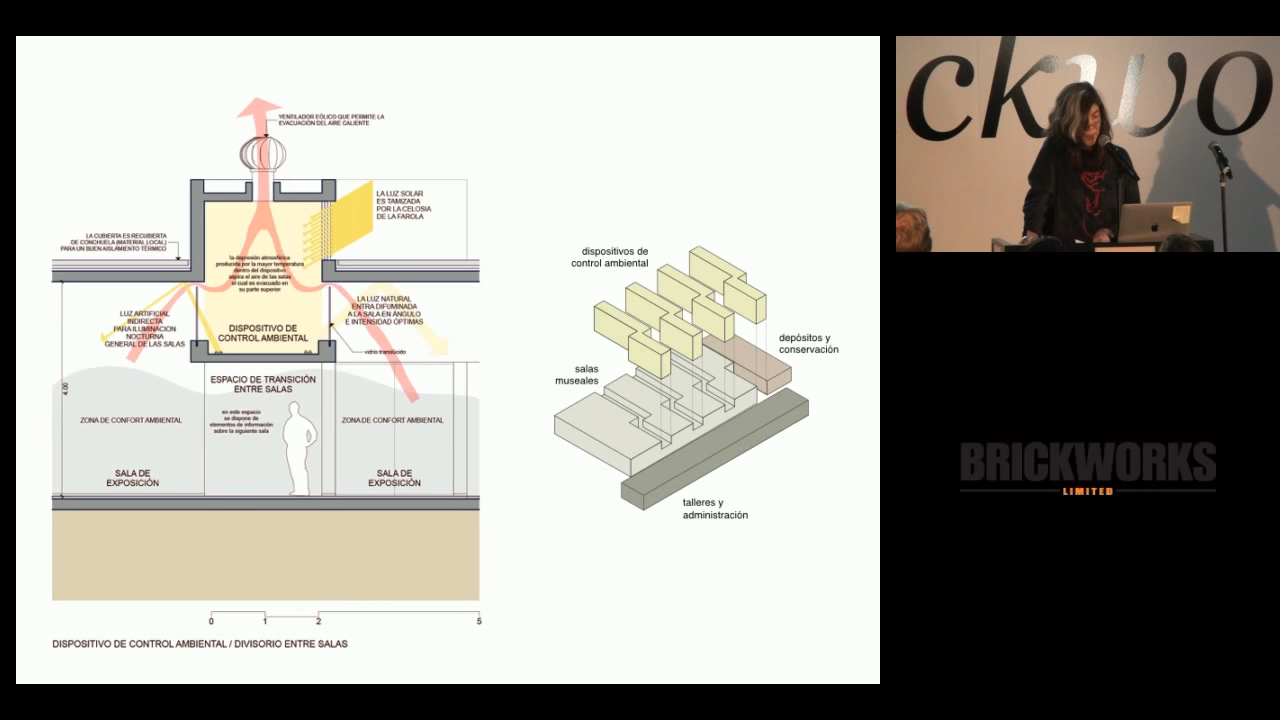 VENTILADOR EÓLICO QUE PERMITE LA
EVACUACIÓN DEL AIRE CALIENTE
LA LUZ SOLAR
ES TAMIZADA
POR LA CELOSIA
DE LA FAROLA
LA CUBIERTA ES RECUBIERTA
DE CONCHUELA (MATERIAL LOCAL)
PARA UN BUEN AISLAMIENTO TÉRMICO
la depresión atmosférica
producida por la mayor temperatura
dentro del dispositivo
aspira el aire de las salas
el cual es evacuado en
su parte superior
LUZ ARTIFICIAL
INDIRECTA
PARA ILUMINACION
NOCTURNA
GENERAL DE LAS SALAS
DISPOSITIVO DE
CONTROL AMBIENTAL
LA LUZ NATURAL
ENTRA DIFUMINADA
A LA SALA EN ÁNGULO
E INTENSIDAD ÓPTIMAS
vidrio translúcido
4.00
ESPACIO DE TRANSICIÓN
ENTRE SALAS
en este espacio
se dispone de
elementos de información
sobre la siguiente sala
ZONA DE CONFORT AMBIENTAL
ZONA DE CONFORT AMBIENTAL
SALA DE
EXPOSICIÓN
SALA DE
EXPOSICIÓN
0 1 2 5
DISPOSITIVO DE CONTROL AMBIENTAL / DIVISORIO ENTRE SALAS
dispositivos de
control ambiental
depósitos y
conservación
salas
museales
talleres y
administración
ckwo
BRICKWORKS
LIMITED